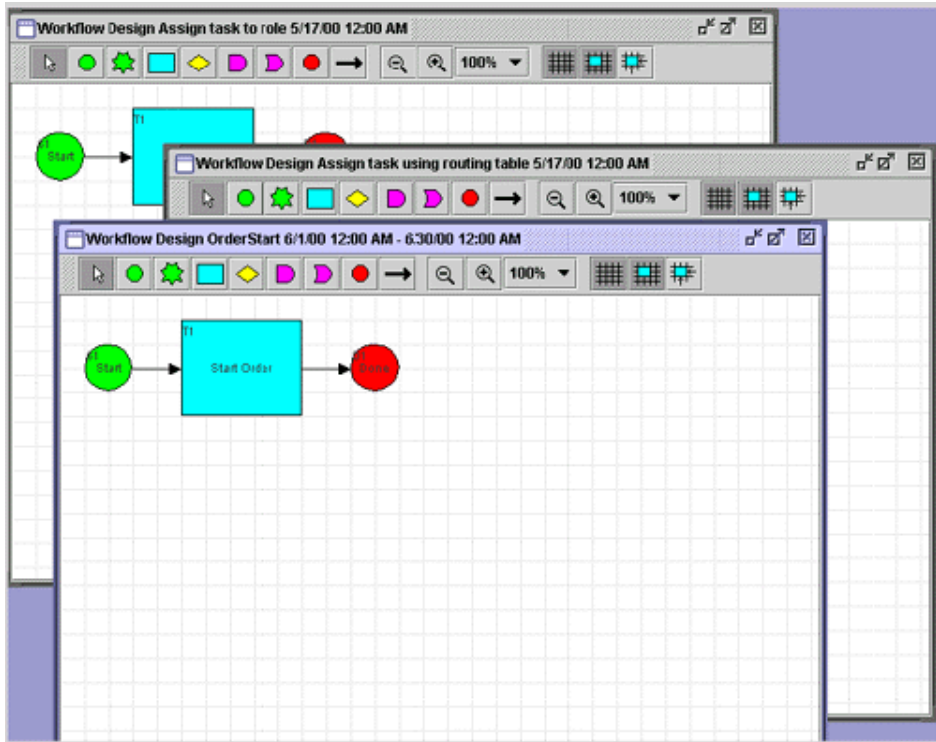 Workflow Design Assign task to role 5/17/00 12:00 AM
100%
T1
Start
Workflow Design Assign task using routing table 5/17/00 12:00 AM
100%
Workflow Design OrderStart 6/1/00 12:00 AM - 6.30/00 12:00 AM
100%
T1
Start
Start Order
Done